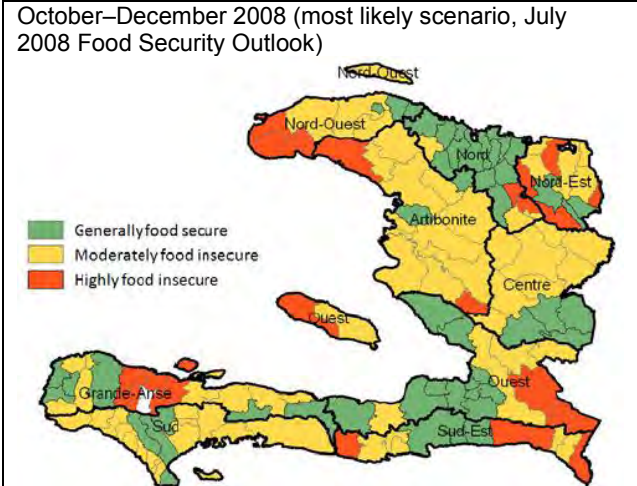 October–December 2008 (most likely scenario, July
2008 Food Security Outlook)
Nord-Ouest
Nord-Ouest
Nord
Nord-Est
Artibonite
Generally food secure
Moderately food insecure
Highly food insecure
Centre
Ouest
Ouest
Grande-Anse
Sud
Sud-Est